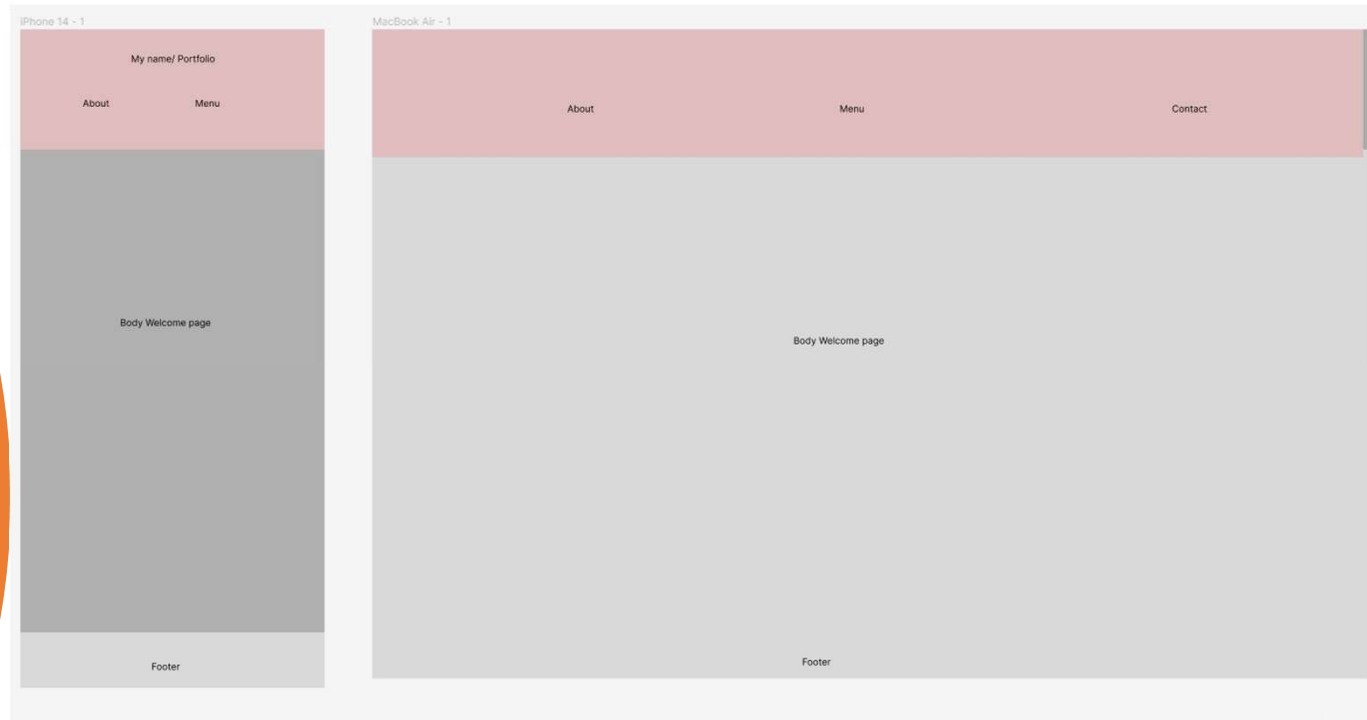 iPhone 14 - 1
My name/ Portfolio
About Menu
Body Welcome page
Footer
MacBook Air - 1
About Menu Contact
Body Welcome page
Footer